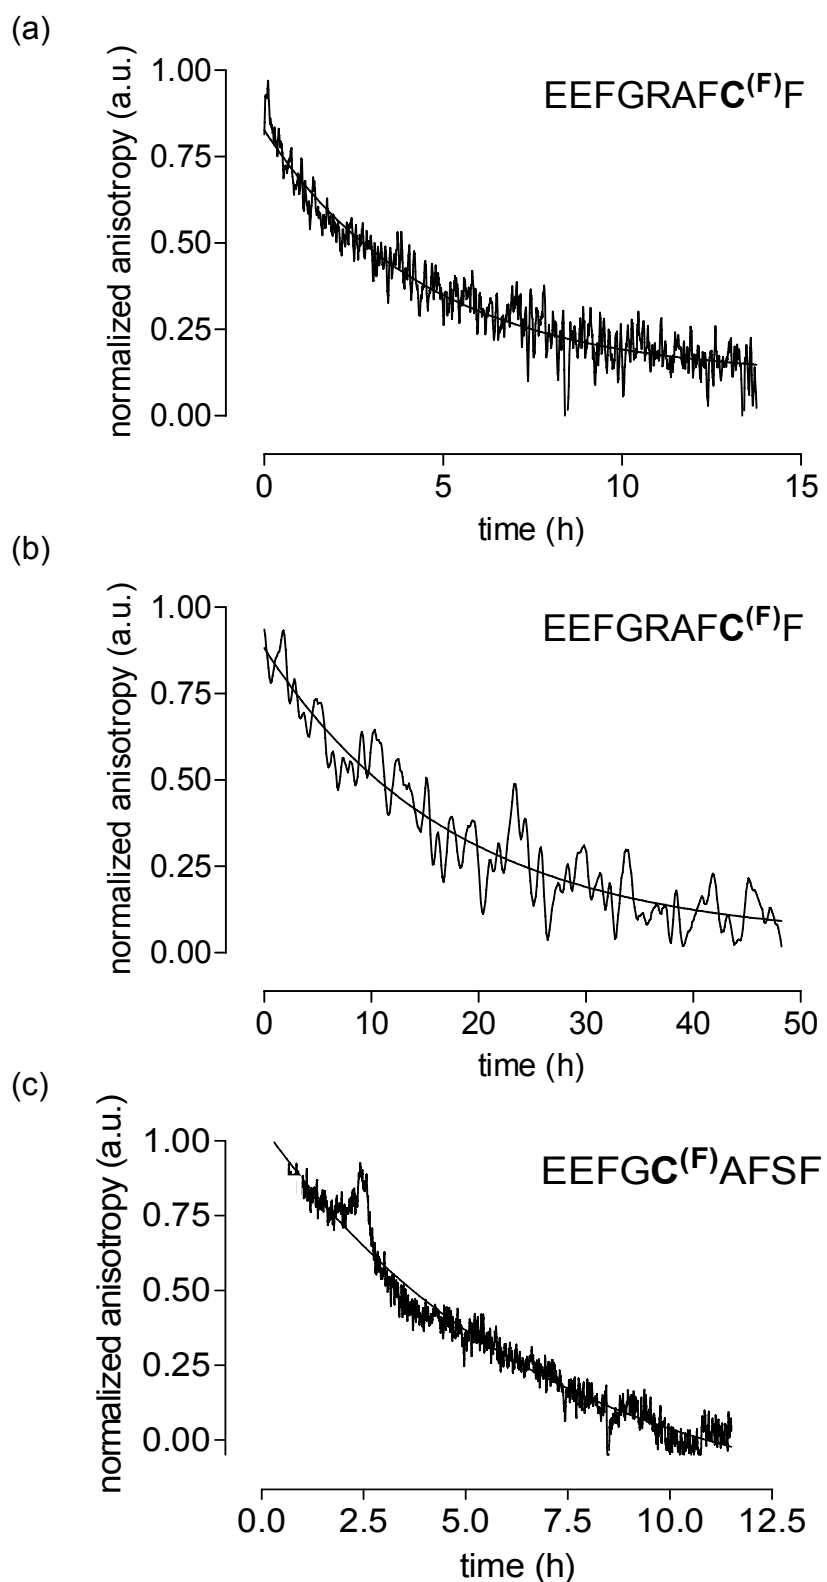 (a)
normalized anisotropy (a.u.)
1.00
0.75
0.50
0.25
0.00
EEFGRAFC(F)F
0 5 10 15
time (h)
(b)
normalized anisotropy (a.u.)
1.00
0.75
0.50
0.25
0.00
EEFGRAFC(F)F
0 10 20 30 40 50
time (h)
(c)
normalized anisotropy (a.u.)
1.00
0.75
0.50
0.25
0.00
EEFGC(F)AFSF
0.0 2.5 5.0 7.5 10.0 12.5
time (h)